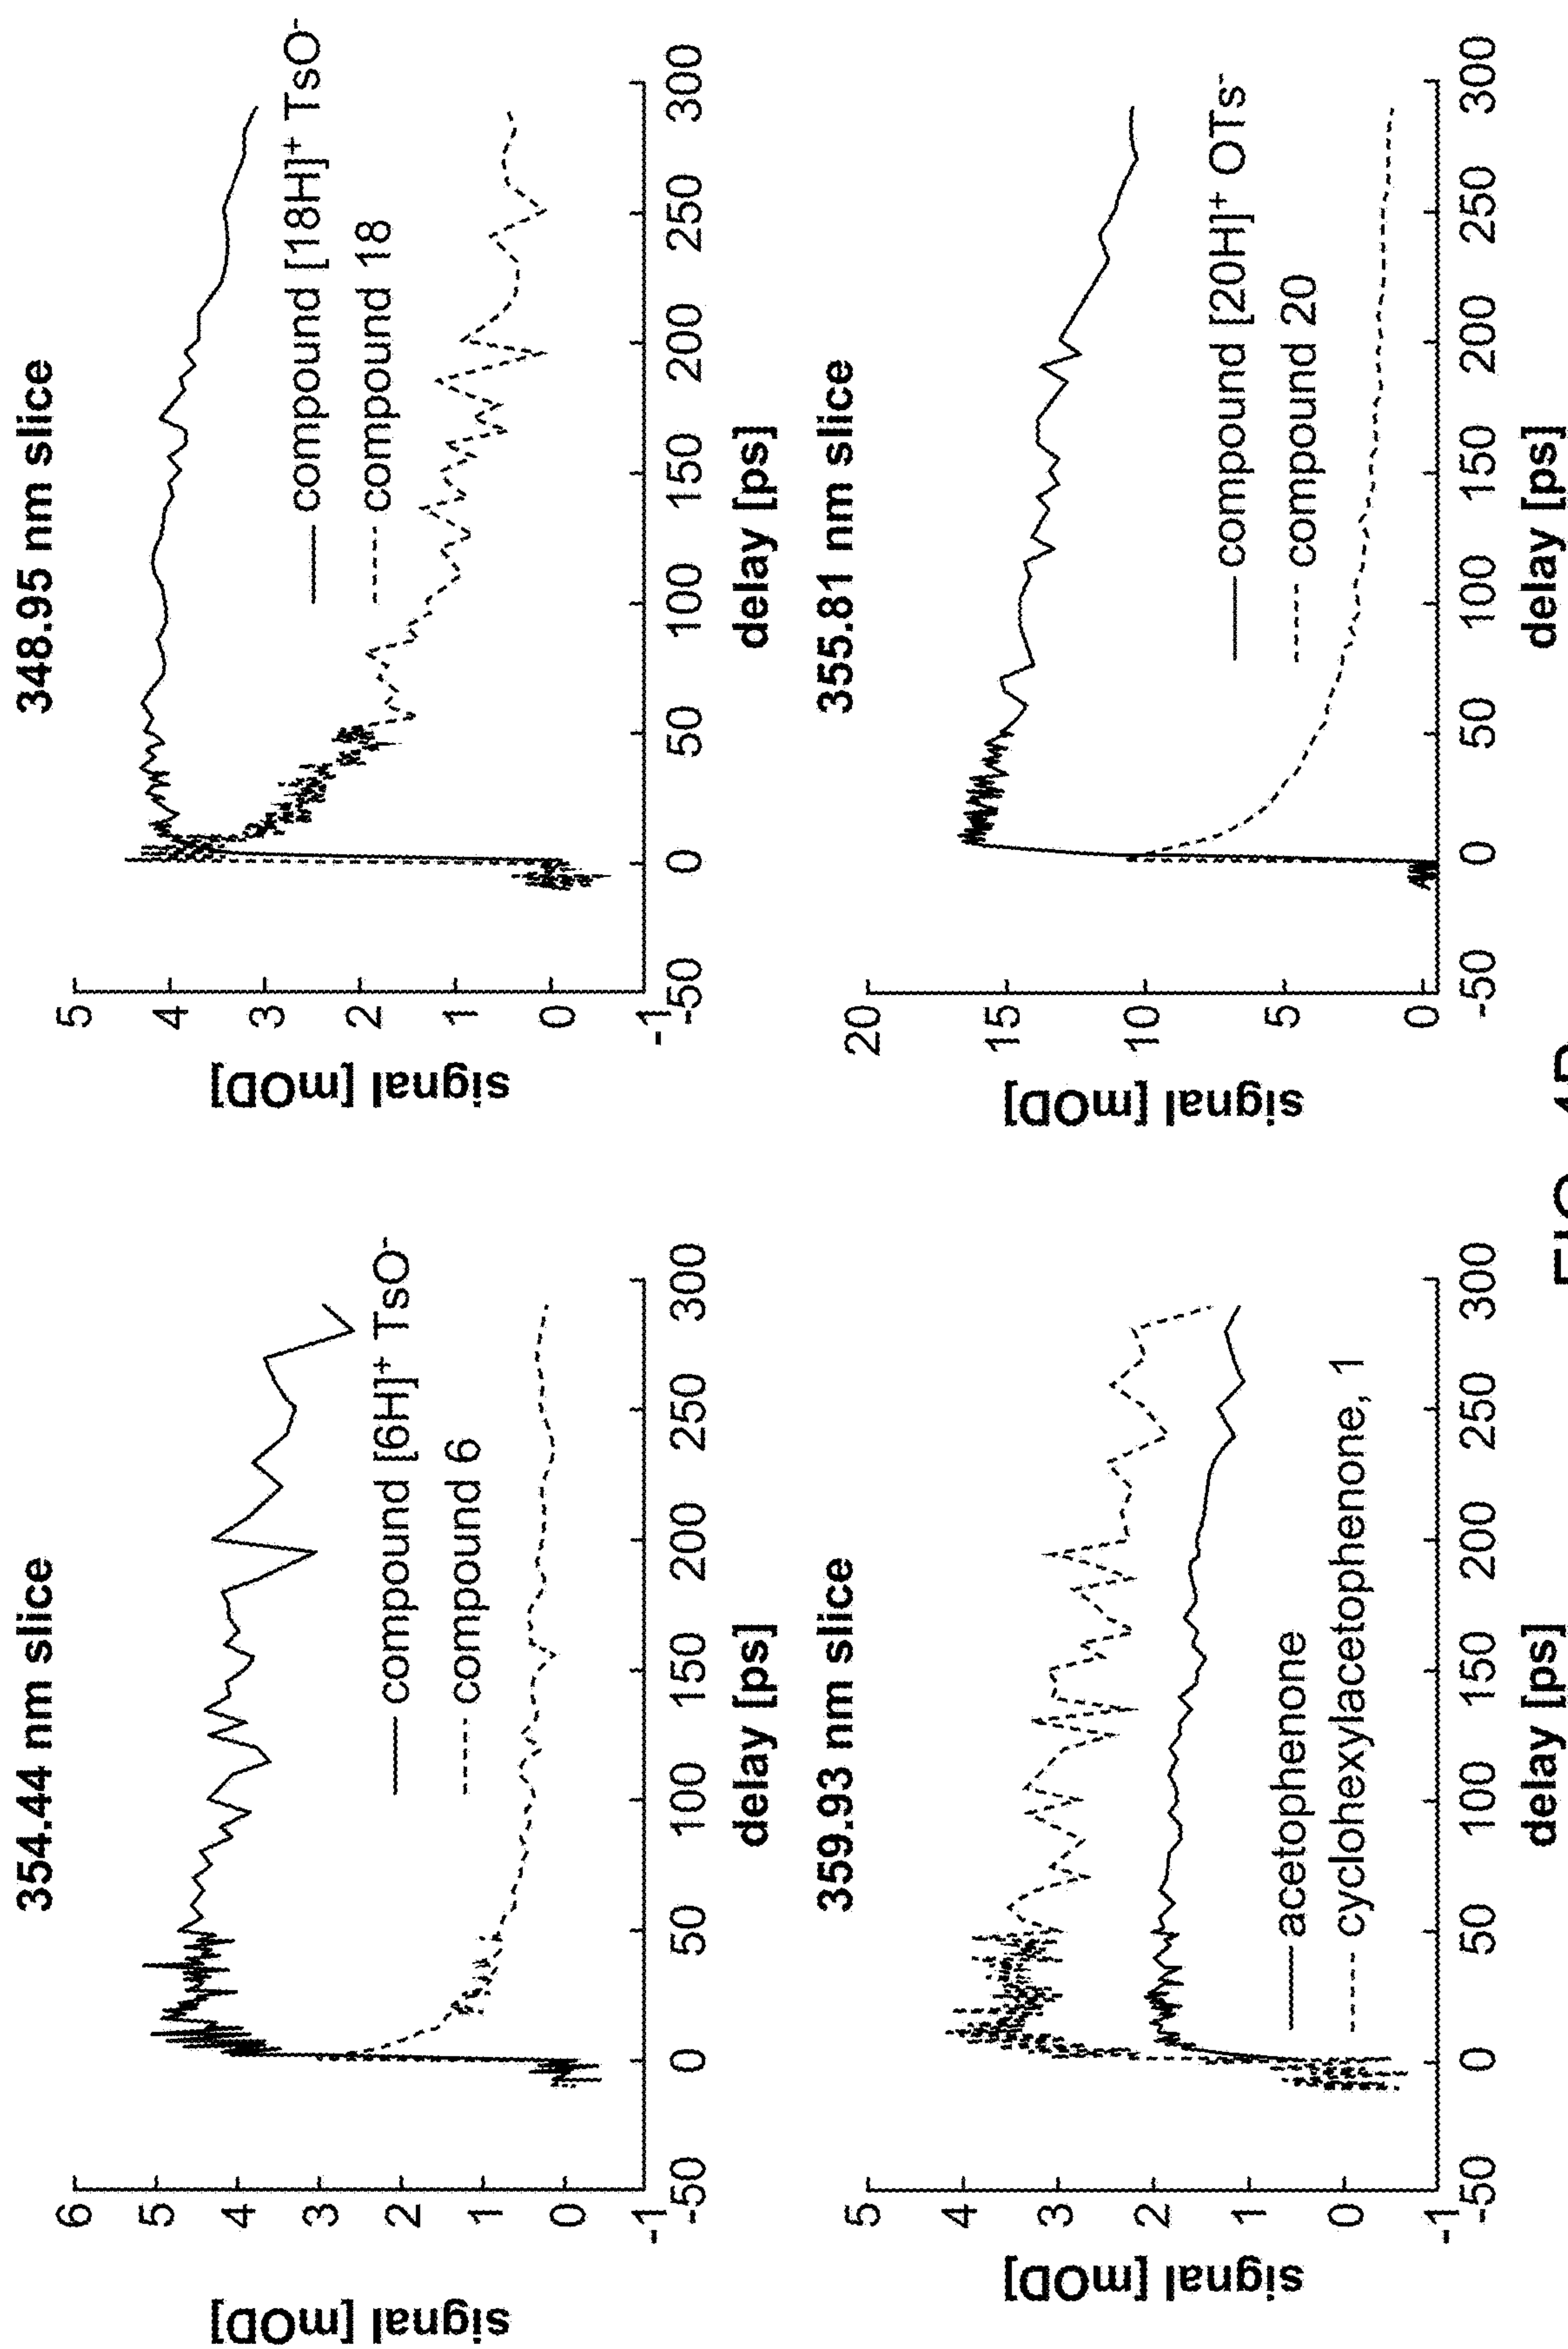 354.44 nm slice
signal [mOD]
6
5
4
3
2
1
0
-1
compound [6H]⁺ TsO⁻
compound 6
-50 0 50 100 150 200 250 300
delay [ps]
348.95 nm slice
signal [mOD]
5
4
3
2
1
0
-1
compound [18H]⁺ TsO⁻
compound 18
-50 0 50 100 150 200 250 300
delay [ps]
359.93 nm slice
signal [mOD]
5
4
3
2
1
0
-1
acetophenone
cyclohexylacetophenone, 1
-50 0 50 100 150 200 250 300
delay [ps]
355.81 nm slice
signal [mOD]
20
15
10
5
0
compound [20H]⁺ OTs⁻
compound 20
-50 0 50 100 150 200 250 300
delay [ps]